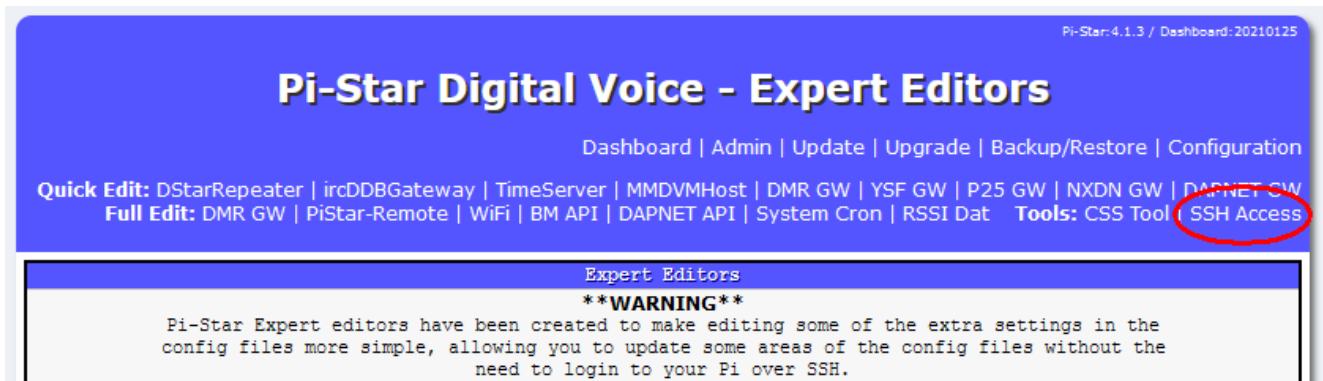 Pi-Star:4.1.3 / Dashboard:20210125
Pi-Star Digital Voice - Expert Editors
Dashboard | Admin | Update | Upgrade | Backup/Restore | Configuration
Quick Edit: DStarRepeater | ircDDBGateway | TimeServer | MMDVMHost | DMR GW | YSF GW | P25 GW | NXDN GW | DAPNET GW
Full Edit: DMR GW | PiStar-Remote | WiFi | BM API | DAPNET API | System Cron | RSSI Dat Tools: CSS Tool | SSH Access
Expert Editors
**WARNING**
Pi-Star Expert editors have been created to make editing some of the extra settings in the
config files more simple, allowing you to update some areas of the config files without the
need to login to your Pi over SSH.